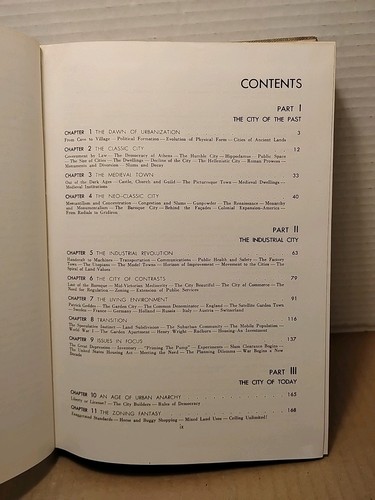 CONTENTS
PART I
THE CITY OF THE PAST
CHAPTER 1 THE DAWN OF URBANIZATION 3
From Cave to Village — Political Formation — Evolution of Physical Form — Cities of Ancient Lands
CHAPTER 2 THE CLASSIC CITY 12
Government by Law — The Democracy of Athens — The Humble City — Hippodamus — Public Space
— The Size of Cities — The Dwellings — Decline of the City — The Hellenistic City — Roman Prowess —
Monuments and Diversion — Slums and Decay
CHAPTER 3 THE MEDIEVAL TOWN 33
Out of the Dark Ages — Castle, Church and Guild — The Picturesque Town — Medieval Dwellings —
Medieval Institutions
CHAPTER 4 THE NEO-CLASSIC CITY 40
Mercantilism and Concentration — Congestion and Slums — Gunpowder — The Renaissance — Monarchy
and Monumentalism — The Baroque City — Behind the Façades — Colonial Expansion—America —
From Radials to Gridiron
PART II
THE INDUSTRIAL CITY
CHAPTER 5 THE INDUSTRIAL REVOLUTION 63
Handcraft to Machines — Transportation — Communications — Public Health and Safety — The Factory
Town — The Utopians — The Model Towns — Horizon of Improvement — Movement to the Cities — The
Spiral of Land Values
CHAPTER 6 THE CITY OF CONTRASTS 79
Last of the Baroque — Mid-Victorian Mediocrity — The City Beautiful — The City of Commerce — The
Need for Regulation — Zoning — Extension of Public Services
CHAPTER 7 THE LIVING ENVIRONMENT 91
Patrick Geddes — The Garden City — The Common Denominator — England — The Satellite Garden Town
— Sweden — France — Germany — Holland — Russia — Italy — Austria — Switzerland
CHAPTER 8 TRANSITION 116
The Speculative Instinct — Land Subdivision — The Suburban Community — The Mobile Population —
World War I — The Garden Apartment — Henry Wright — Radburn — Housing—An Investment
CHAPTER 9 ISSUES IN FOCUS 137
The Great Depression — Inventory — "Priming The Pump" — Experiments — Slum Clearance Begins —
The United States Housing Act — Meeting the Need — The Planning Dilemma — War Begins a New
Decade
PART III
THE CITY OF TODAY
CHAPTER 10 AN AGE OF URBAN ANARCHY 165
Liberty or License? — The City Builders — Rules of Democracy
CHAPTER 11 THE ZONING FANTASY 168
Exaggerated Standards — Horse and Buggy Shopping — Mixed Land Uses — Ceiling Unlimited!
ix